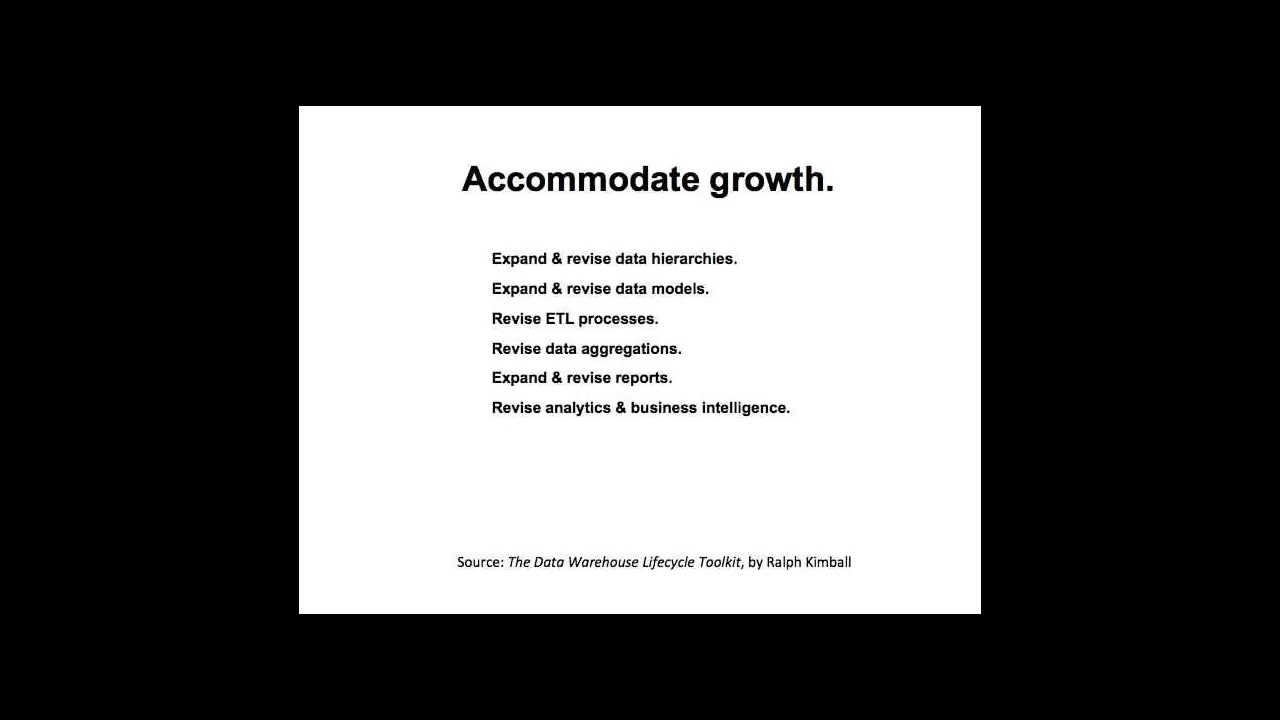 Accommodate growth.
Expand & revise data hierarchies.
Expand & revise data models.
Revise ETL processes.
Revise data aggregations.
Expand & revise reports.
Revise analytics & business intelligence.
Source: The Data Warehouse Lifecycle Toolkit, by Ralph Kimball